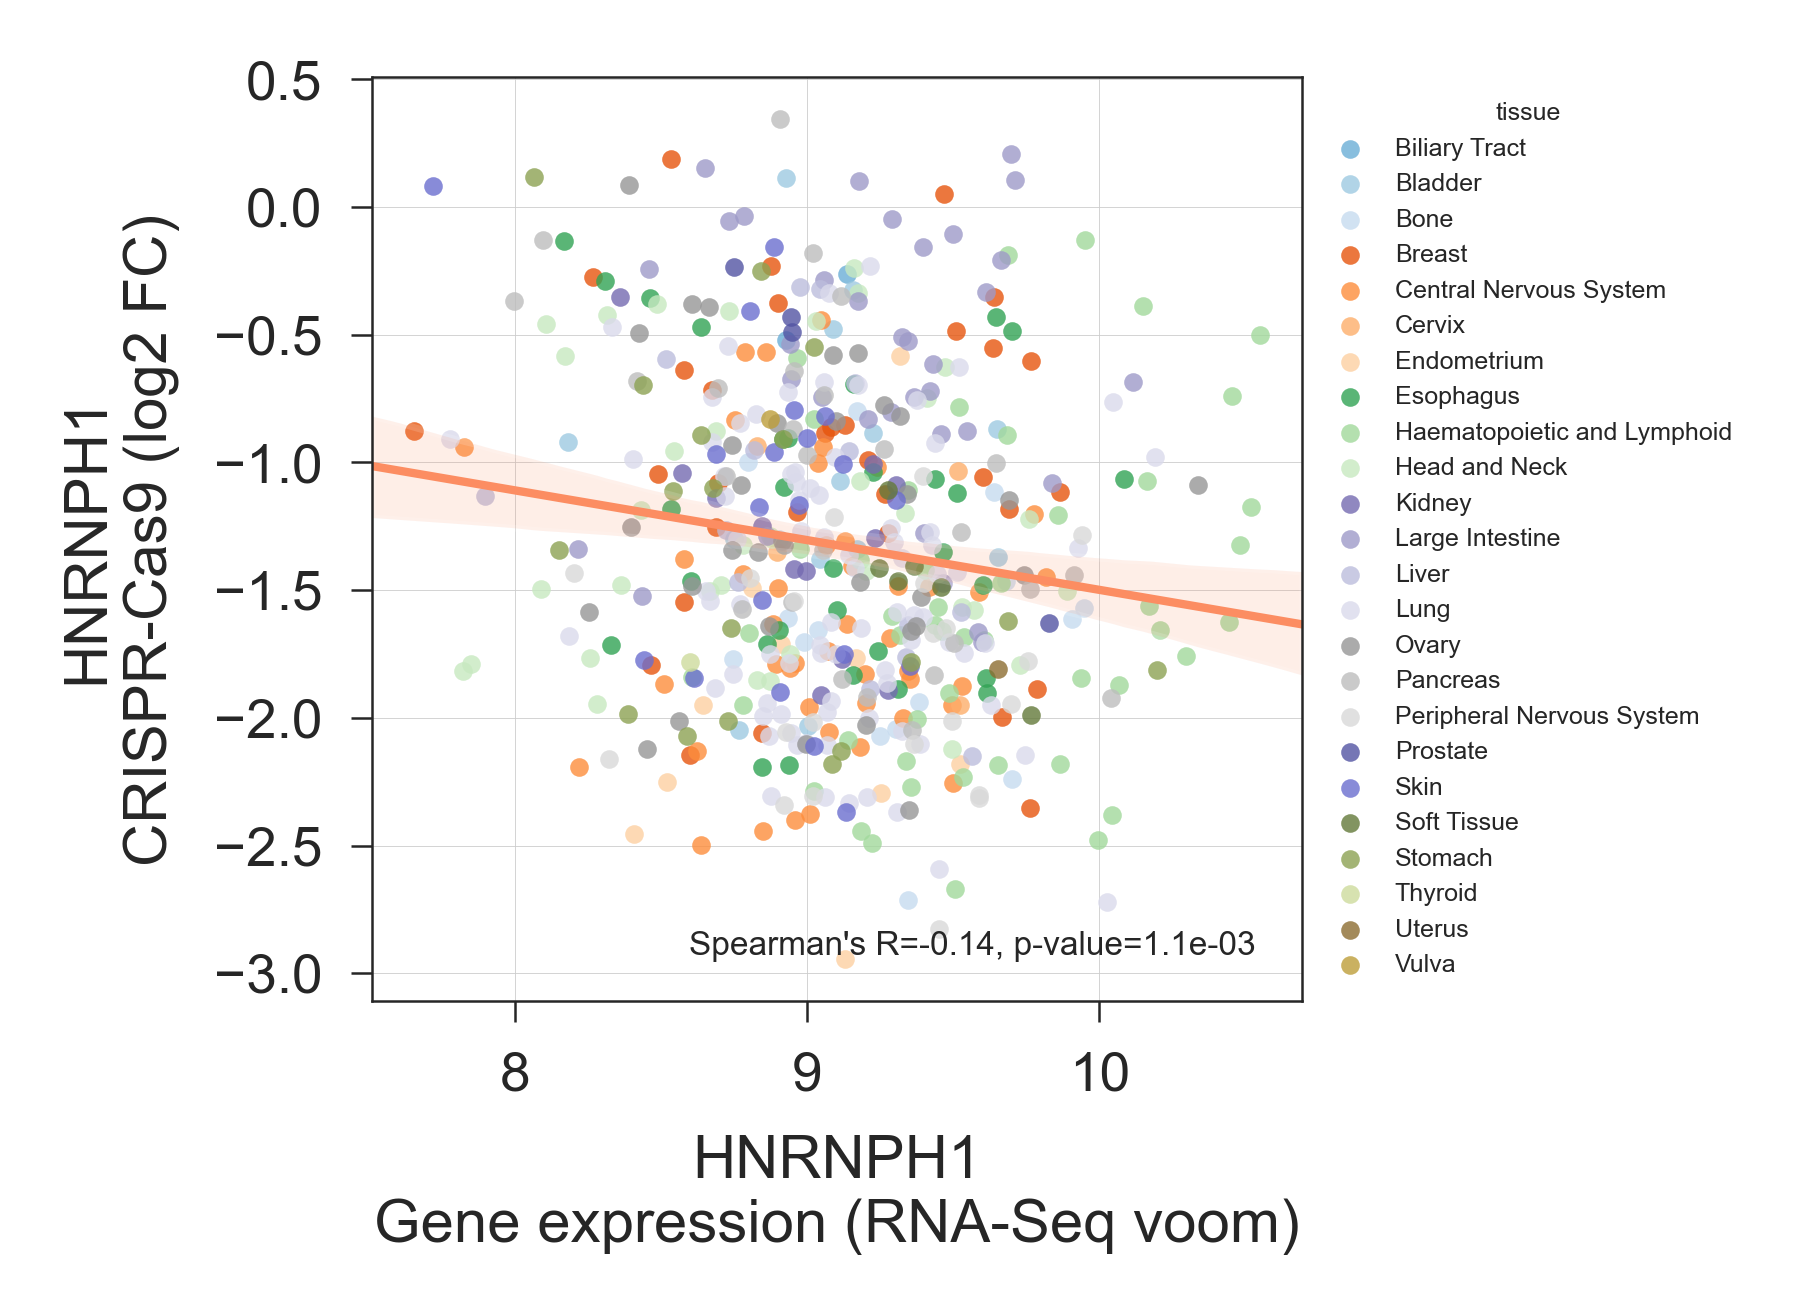 0.5
0.0
−0.5
−1.0
−1.5
−2.0
−2.5
−3.0
HNRNPH1
CRISPR-Cas9 (log2 FC)
Spearman's R=-0.14, p-value=1.1e-03
8
9
10
HNRNPH1
Gene expression (RNA-Seq voom)
tissue
Biliary Tract
Bladder
Bone
Breast
Central Nervous System
Cervix
Endometrium
Esophagus
Haematopoietic and Lymphoid
Head and Neck
Kidney
Large Intestine
Liver
Lung
Ovary
Pancreas
Peripheral Nervous System
Prostate
Skin
Soft Tissue
Stomach
Thyroid
Uterus
Vulva